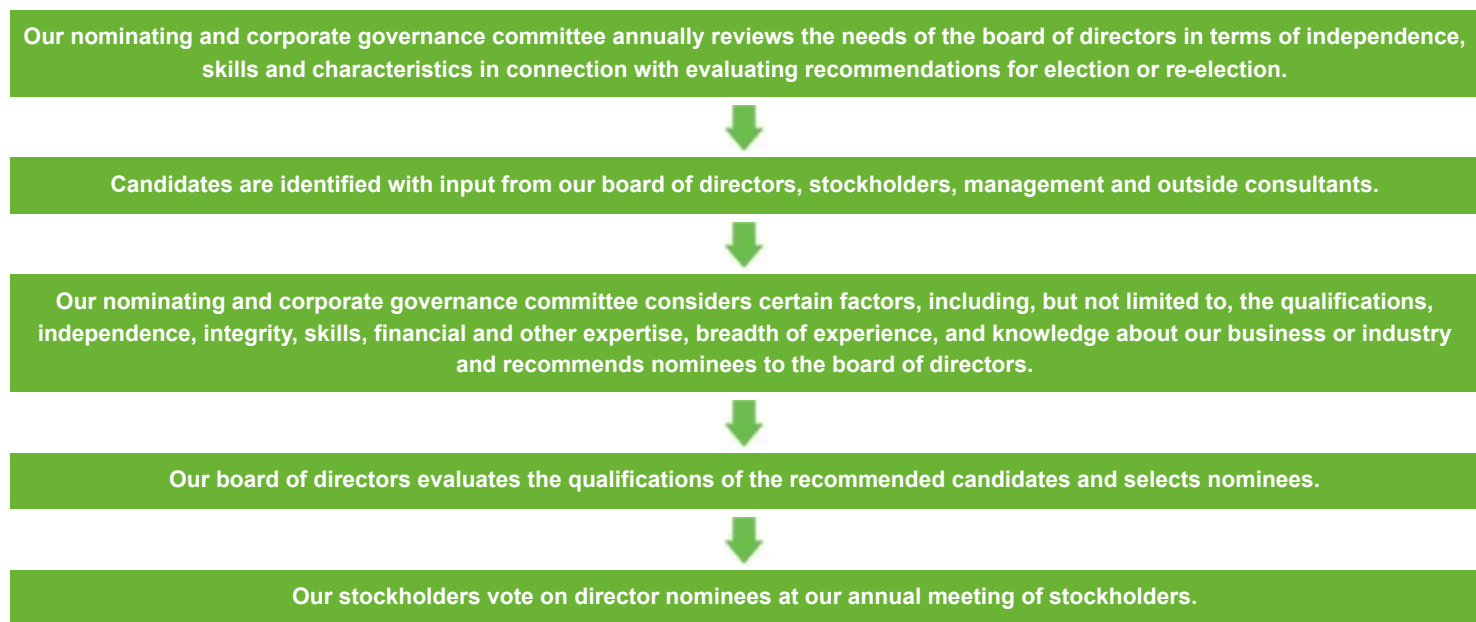 Our nominating and corporate governance committee annually reviews the needs of the board of directors in terms of independence,
skills and characteristics in connection with evaluating recommendations for election or re-election.
Candidates are identified with input from our board of directors, stockholders, management and outside consultants.
Our nominating and corporate governance committee considers certain factors, including, but not limited to, the qualifications,
independence, integrity, skills, financial and other expertise, breadth of experience, and knowledge about our business or industry
and recommends nominees to the board of directors.
Our board of directors evaluates the qualifications of the recommended candidates and selects nominees.
Our stockholders vote on director nominees at our annual meeting of stockholders.